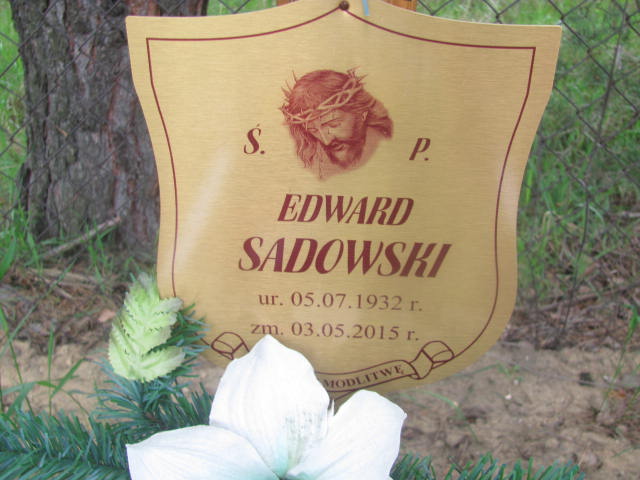 Ś. P.
EDWARD
SADOWSKI
ur. 05.07.1932 r.
zm. 03.05.2015 r.
MODLITWĘ